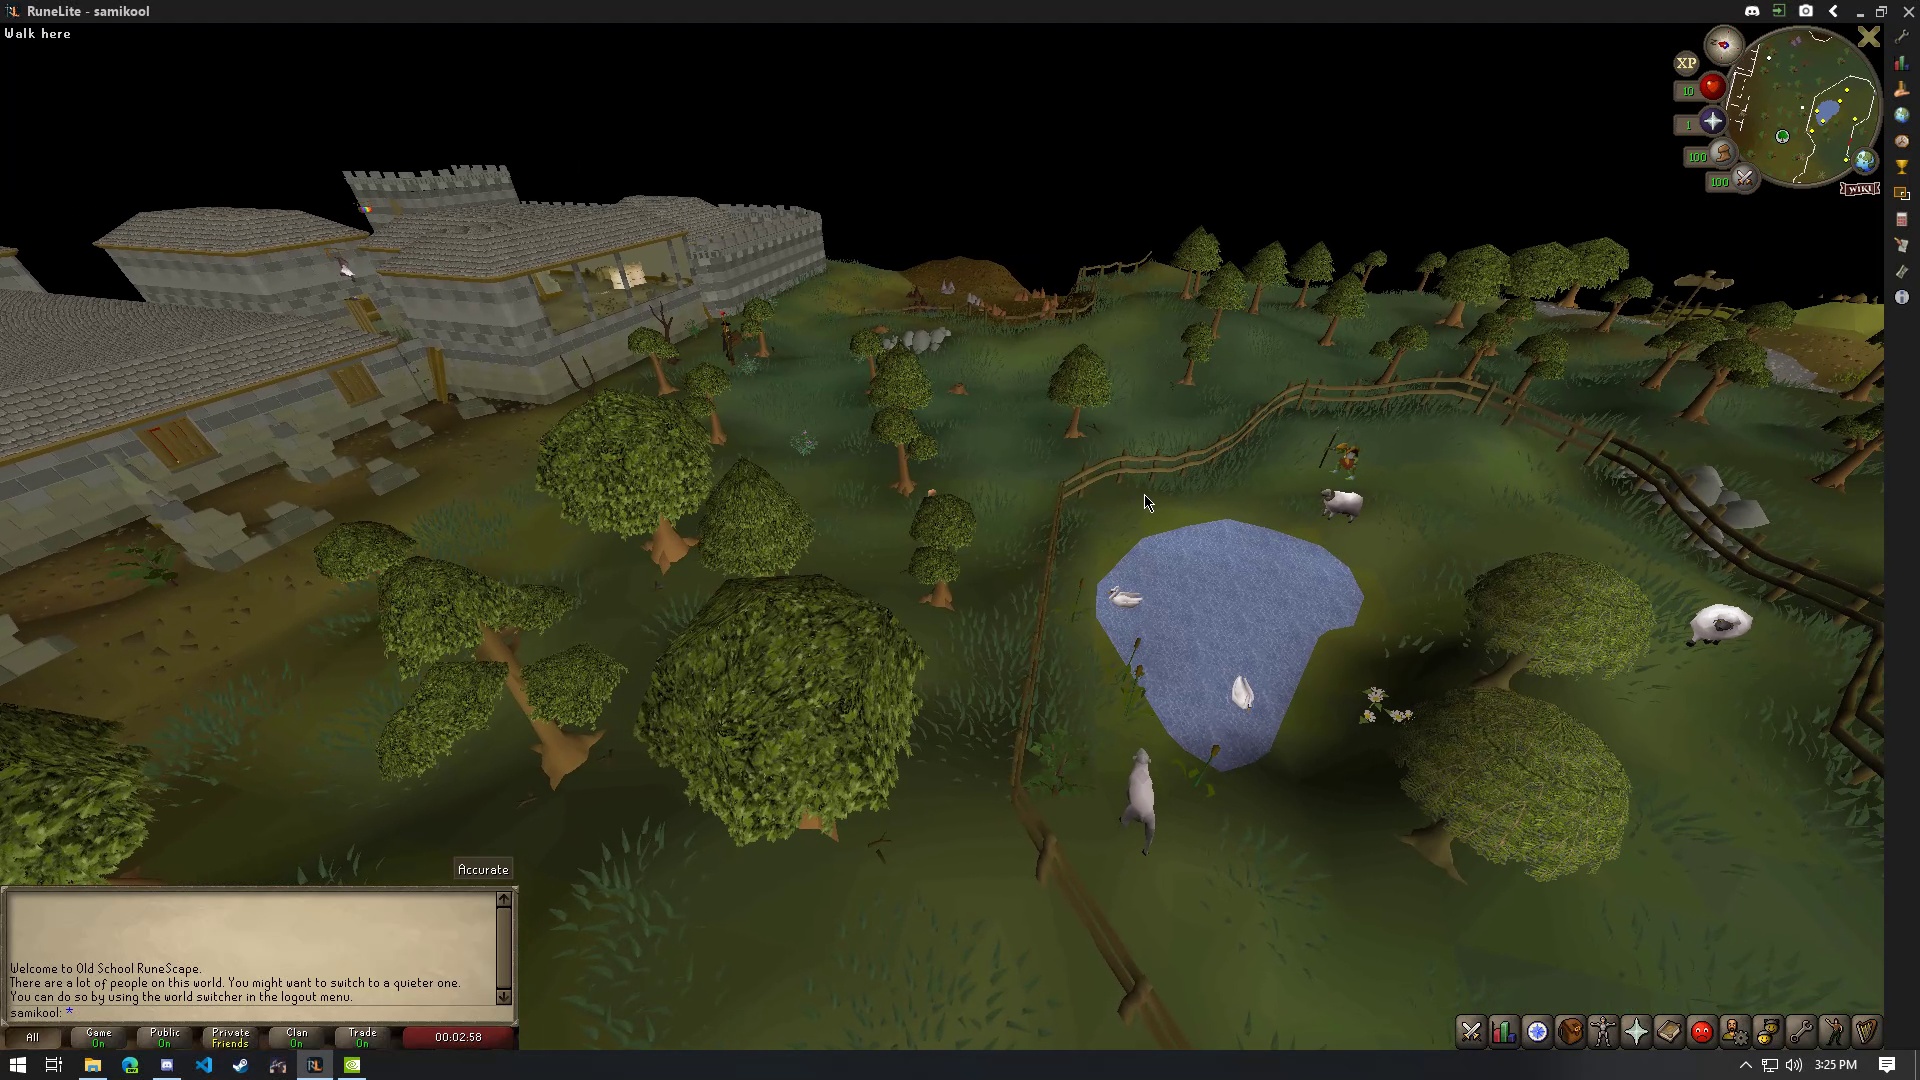 RuneLite - samikool
Walk here
XP
10
1
100
100
WIKI
Accurate
Welcome to Old School RuneScape.
There are a lot of people on this world. You might want to switch to a quieter one.
You can do so by using the world switcher in the logout menu.
samikool: *
All
Game
On
Public
On
Private
Friends
Clan
On
Trade
On
00:02:58
3:25 PM